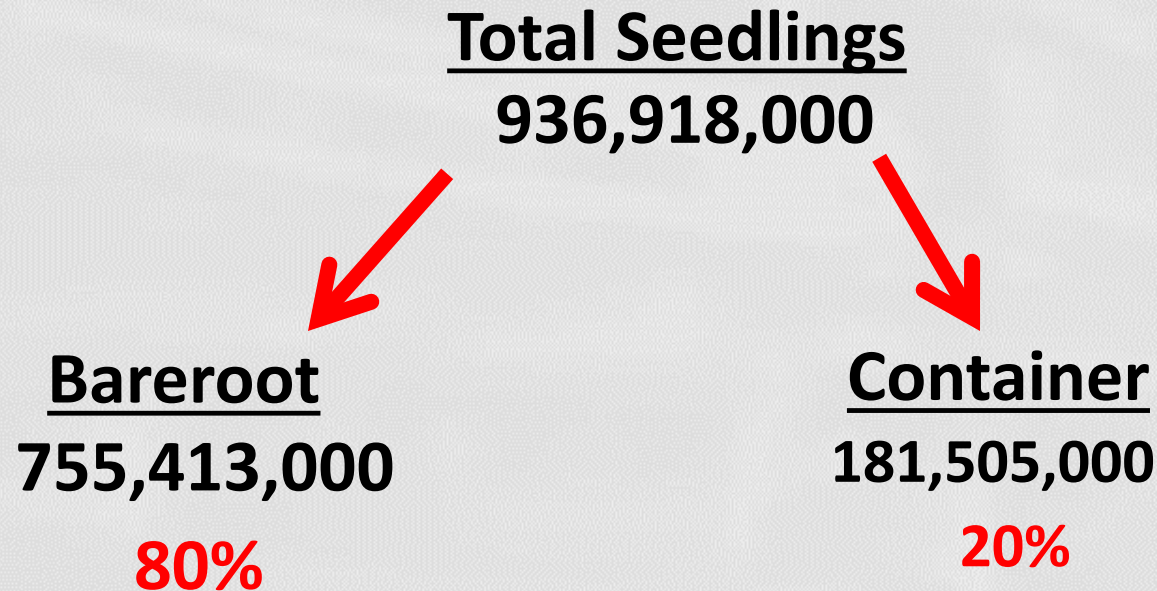 Total Seedlings
936,918,000
Bareroot
755,413,000
80%
Container
181,505,000
20%